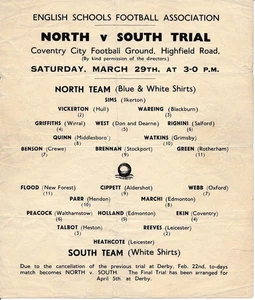 ENGLISH SCHOOLS FOOTBALL ASSOCIATION
NORTH v SOUTH TRIAL
Coventry City Football Ground, Highfield Road,
(By kind permission of the directors.)
SATURDAY, MARCH 29TH. AT 3-0 P.M.
NORTH TEAM (Blue & White Shirts)
SIMS (Ilkerton)
VICKERTON (Hull) WAREING (Blackburn)
(2) (3)
GRIFFITHS (Wirral) WEST (Don and Dearne) RIGHINI (Salford)
(4) (5) (6)
QUINN (Middlesboro') WATKINS (Grimsby)
(8) (10)
BENSON (Crewe) BRENNAN (Stockport) GREEN (Rotherham)
(7) (9) (11)
FLOOD (New Forest) CIPPETT (Aldershot) WEBB (Oxford)
(11) (9) (7)
PARR (Hendon) MARCHI (Edmonton)
(10) (8)
PEACOCK (Walthamstow) HOLLAND (Edmonton) EKIN (Coventry)
(6) (5) (4)
TALBOT (Heston) REEVES (Leicester)
(3) (2)
HEATHCOTE (Leicester)
SOUTH TEAM (White Shirts)
Due to the cancellation of the previous trial at Derby, Feb. 22nd. to-days
match becomes NORTH v. SOUTH. The Final Trial has been arranged for
April 5th. at Derby.